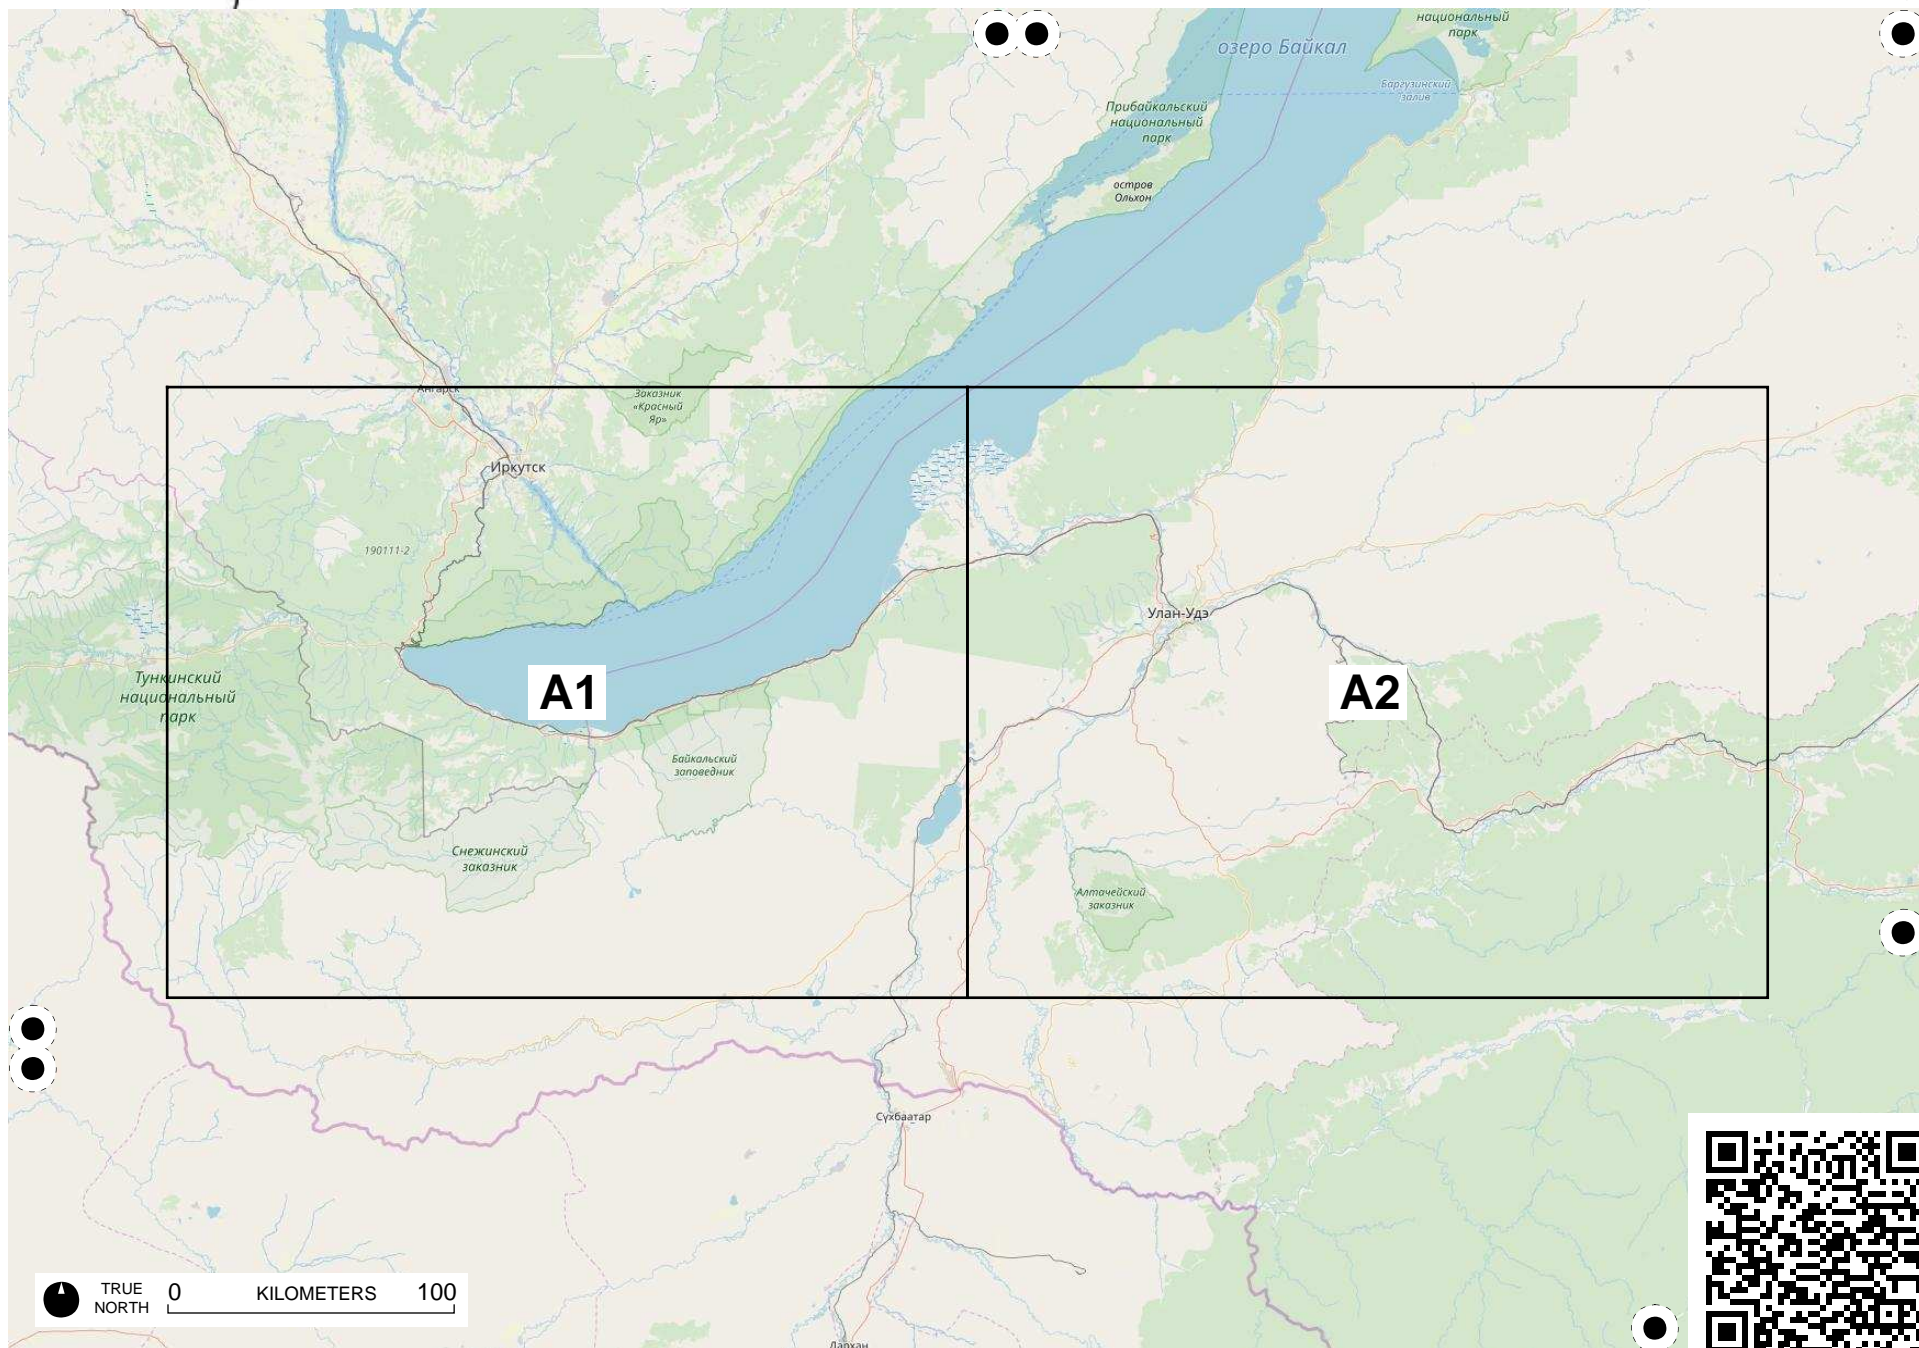 национальный
парк
озеро Байкал
Баргузинский
залив
Прибайкальский
национальный
парк
остров
Ольхон
Ангарск
Заказник
«Красный
Яр»
Иркутск
190111-2
Улан-Удэ
Тункинский
национальный
парк
A1
A2
Байкальский
заповедник
Снежинский
заказник
Алтачейский
заказник
Сүхбаатар
TRUE
NORTH
0 KILOMETERS 100
Дархан